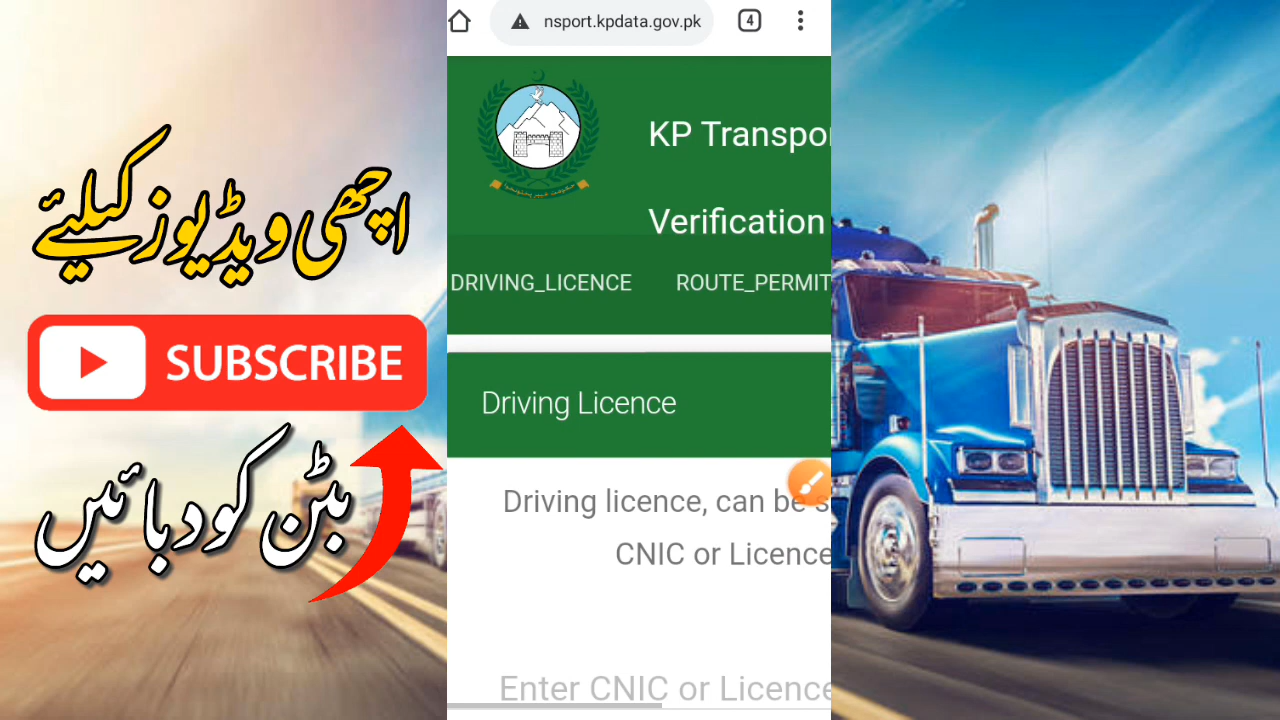 اچھی ویڈیوز کیلئے
SUBSCRIBE
بٹن کو دبائیں
nsport.kpdata.gov.pk
4
KP Transpor
Verification
DRIVING_LICENCE ROUTE_PERMIT
Driving Licence
Driving licence, can be s
CNIC or Licence
Enter CNIC or Licence